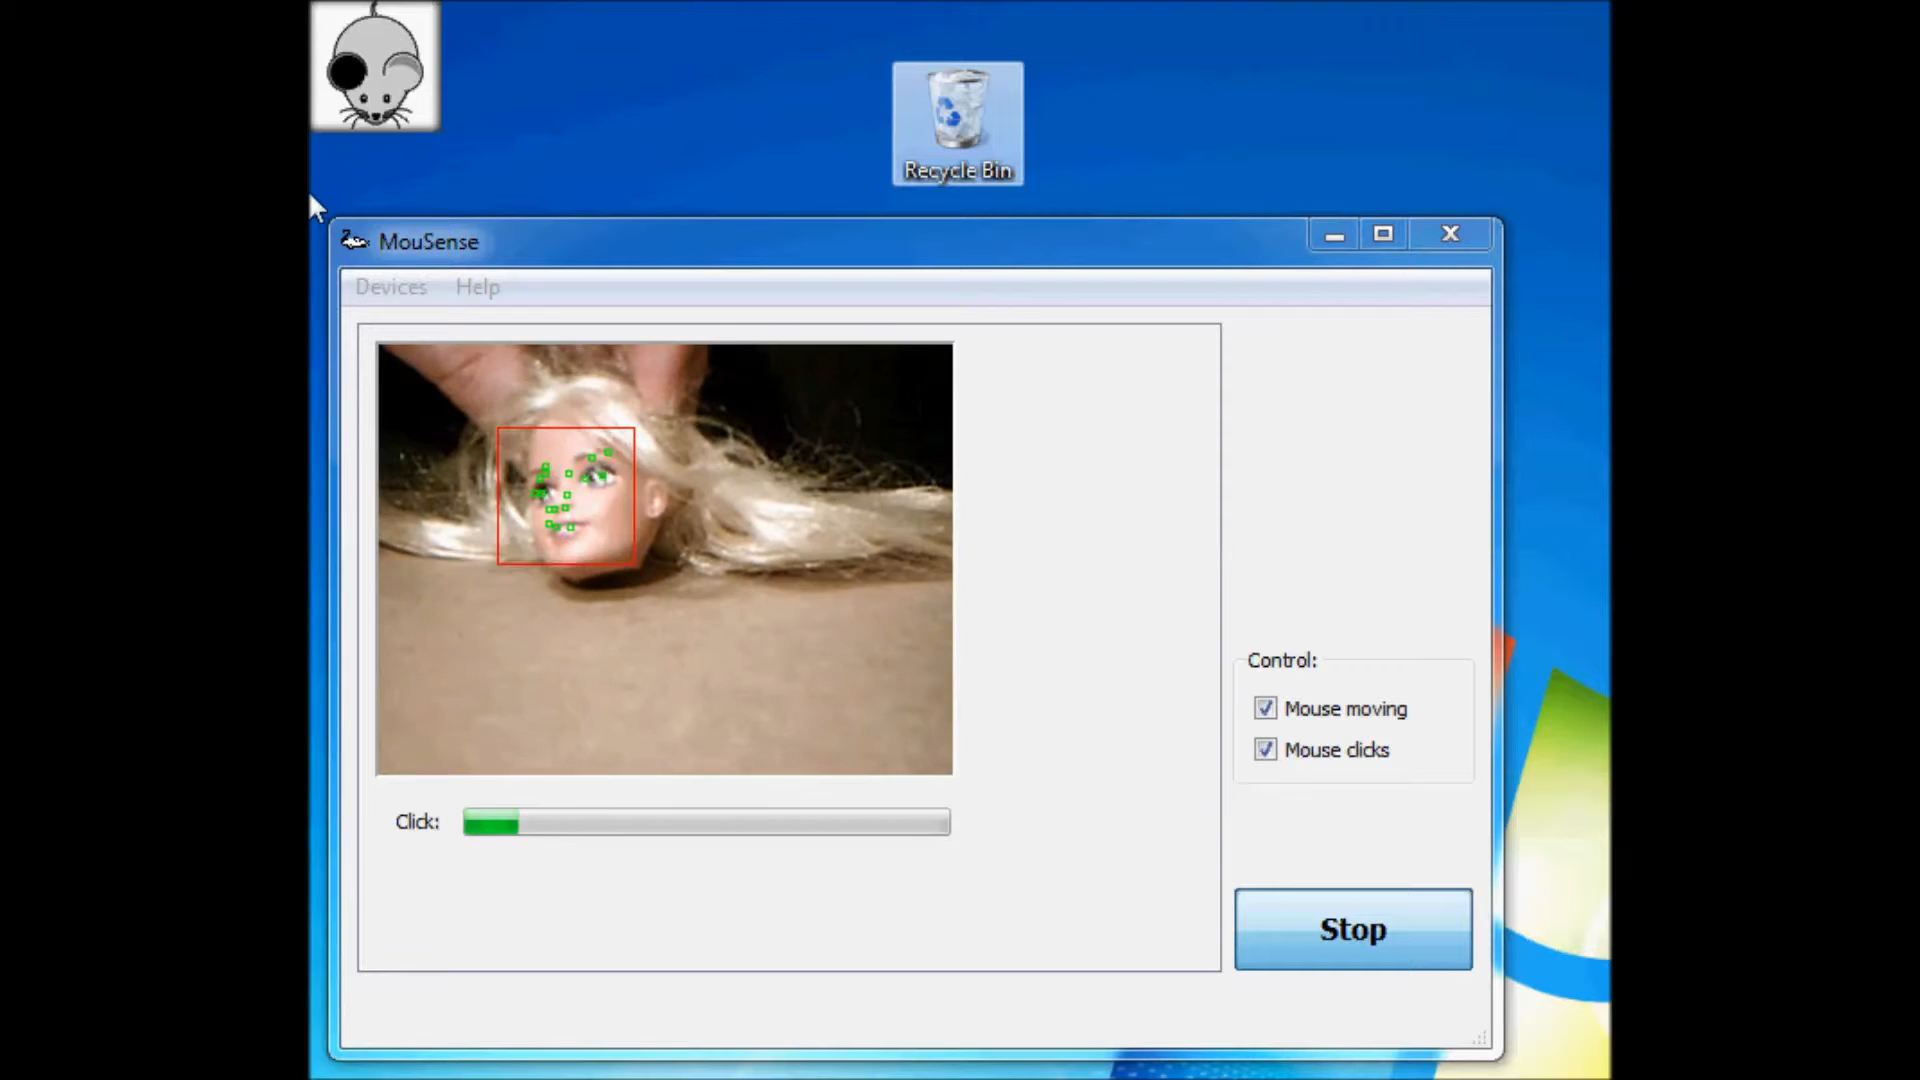 Recycle Bin
MouSense
Devices Help
Control:
Mouse moving
Mouse clicks
Click:
Stop